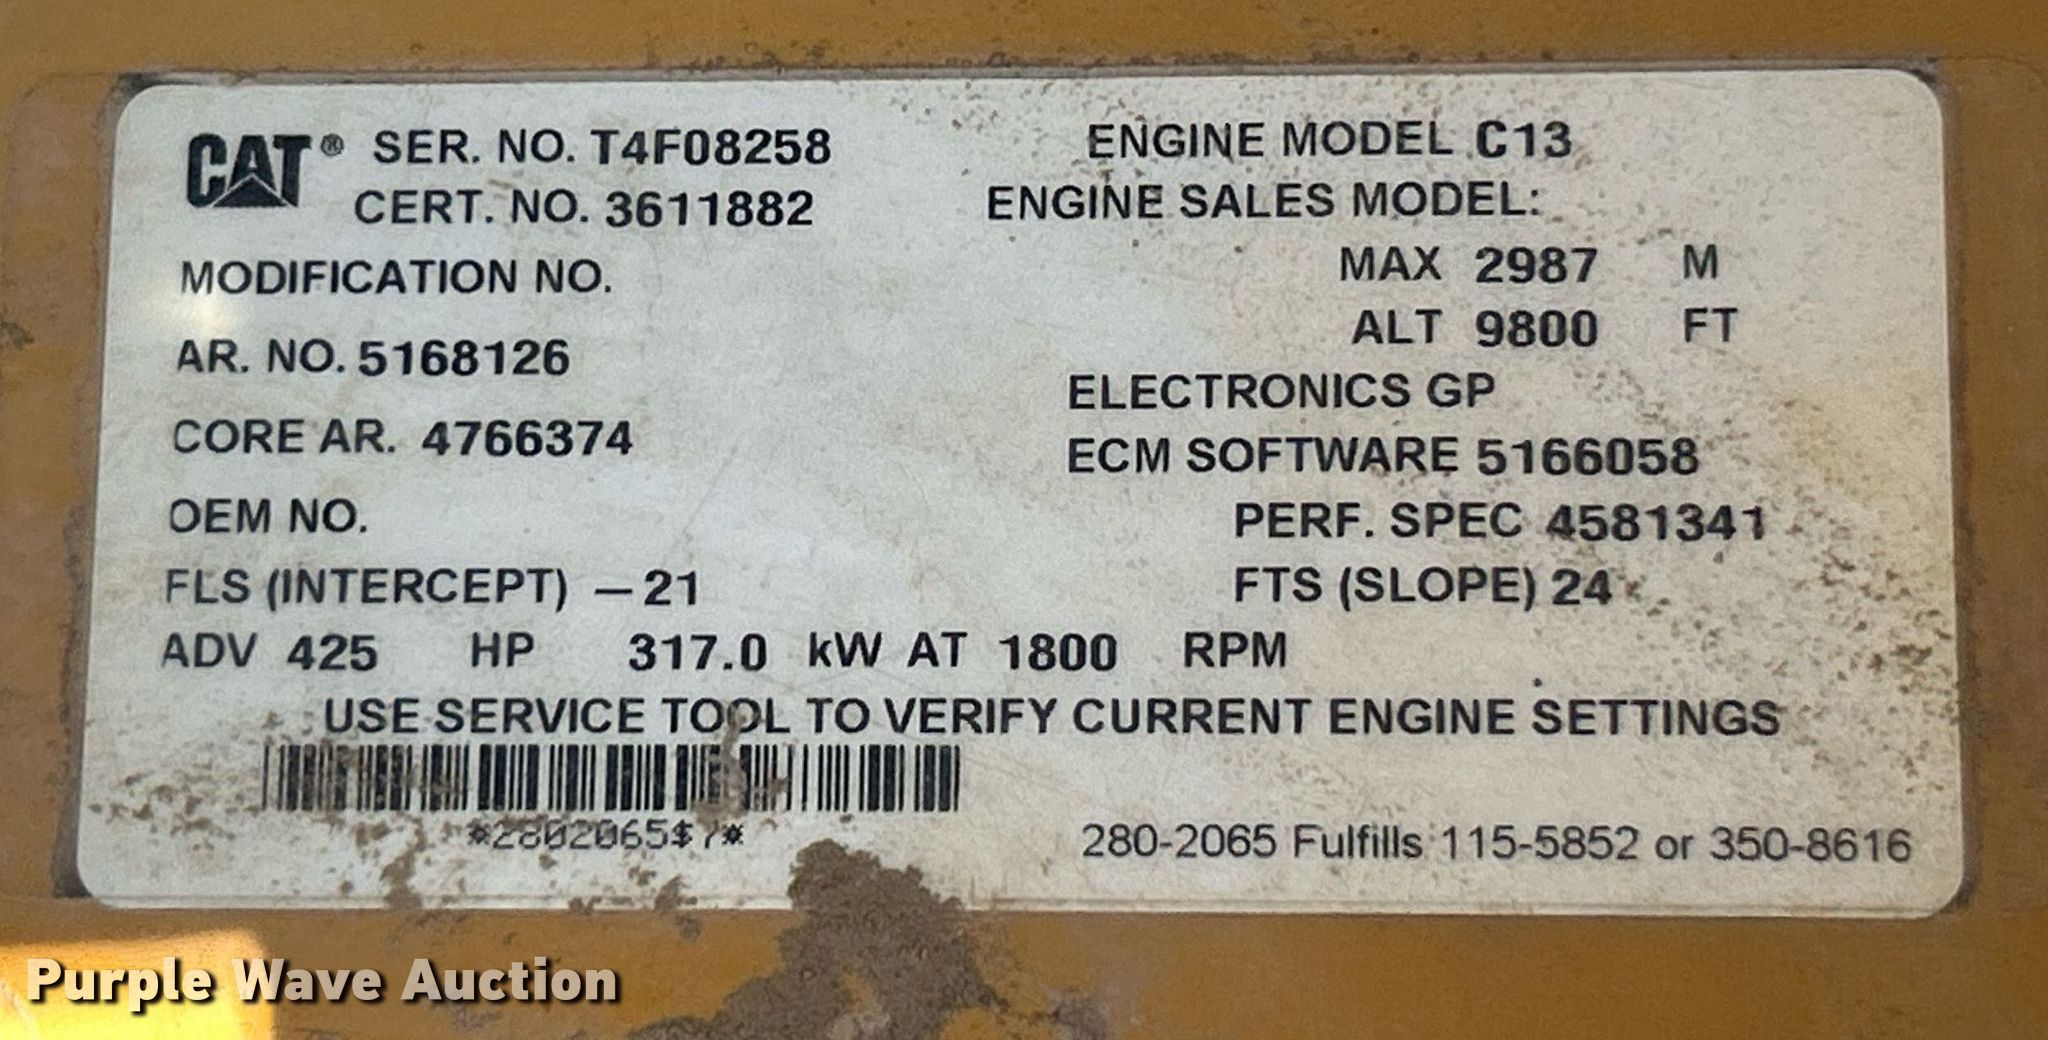 CAT® SER. NO. T4F08258
CERT. NO. 3611882
MODIFICATION NO.
AR. NO. 5168126
CORE AR. 4766374
OEM NO.
FLS (INTERCEPT) –21
ENGINE MODEL C13
ENGINE SALES MODEL:
MAX 2987 M
ALT 9800 FT
ELECTRONICS GP
ECM SOFTWARE 5166058
PERF. SPEC 4581341
FTS (SLOPE) 24
ADV 425 HP 317.0 kW AT 1800 RPM
USE SERVICE TOOL TO VERIFY CURRENT ENGINE SETTINGS
*2802065$7*
280-2065 Fulfills 115-5852 or 350-8616
Purple Wave Auction